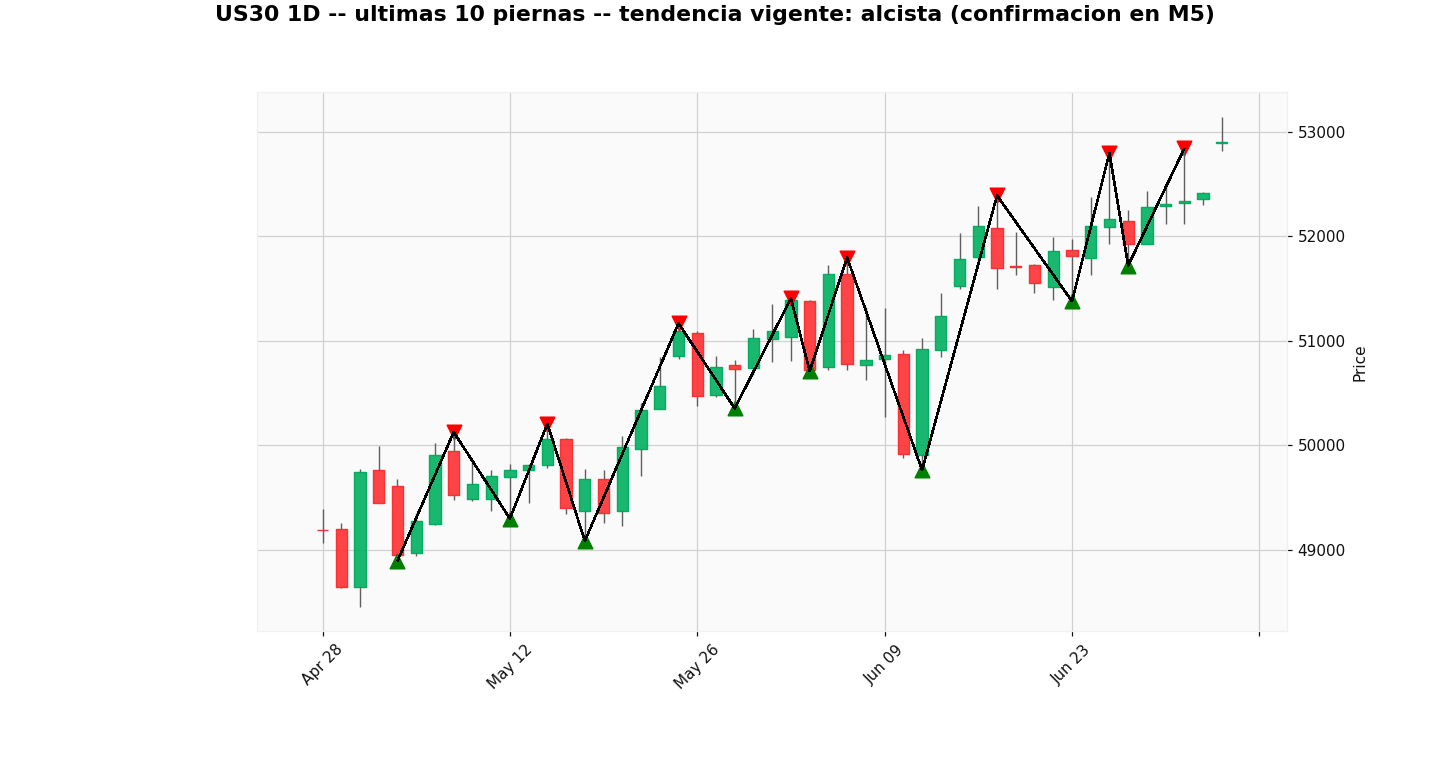 US30 1D -- ultimas 10 piernas -- tendencia vigente: alcista (confirmacion en M5)
53000
52000
51000
50000
49000
Price
Apr 28
May 12
May 26
Jun 09
Jun 23